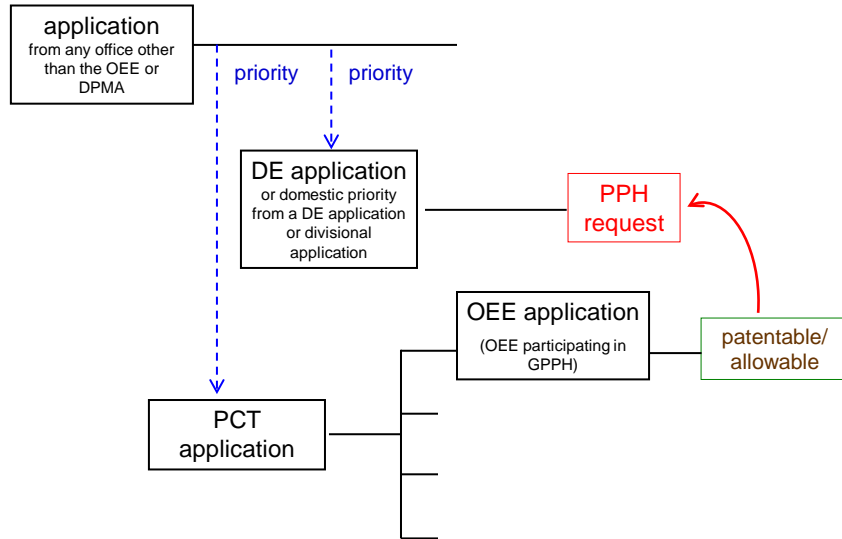 application
from any office other
than the OEE or
DPMA
priority
priority
DE application
or domestic priority
from a DE application
or divisional
application
PPH
request
OEE application
(OEE participating in
GPPH)
patentable/
allowable
PCT
application